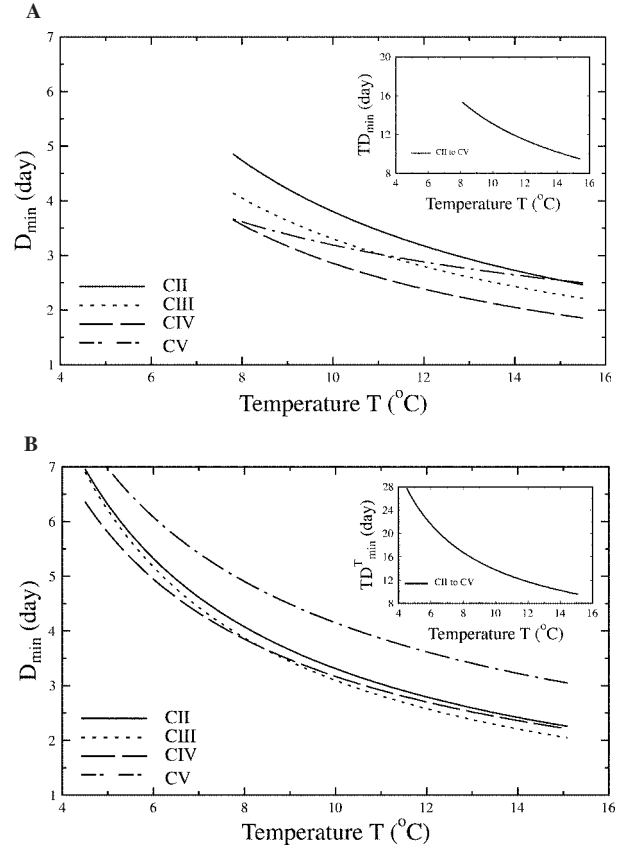 A
7
6
5
4
3
2
1
D_min (day)
CII
CIII
CIV
CV
4 6 8 10 12 14 16
Temperature T (°C)
20
16
12
8
TD_min (day)
CII to CV
4 6 8 10 12 14 16
Temperature T (°C)
B
7
6
5
4
3
2
1
D_min (day)
CII
CIII
CIV
CV
4 6 8 10 12 14 16
Temperature T (°C)
28
24
20
16
12
8
TD^T_min (day)
CII to CV
4 6 8 10 12 14 16
Temperature T (°C)